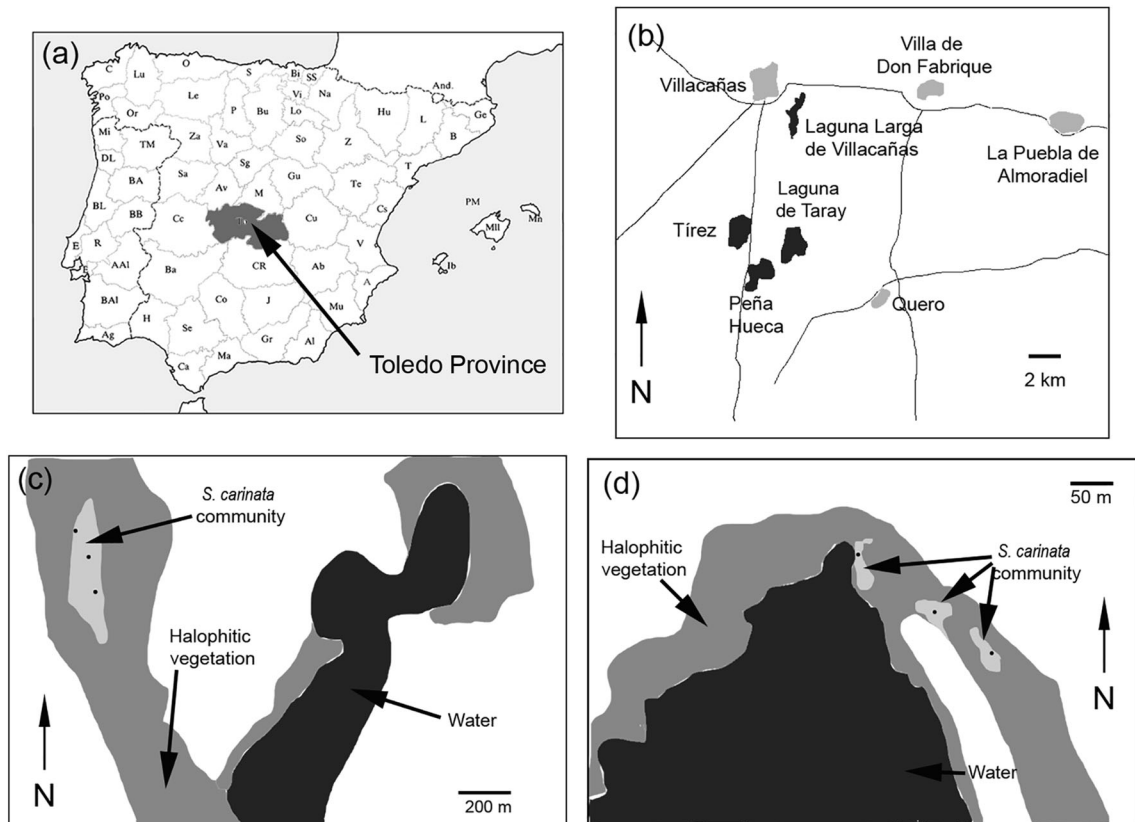 (a)
C
Lu
O
S
Bi
SS
Vi
Na
And.
Po
Or
Le
P
Bu
Lo
Hu
L
Ge
B
Mi
TM
Za
Va
So
Z
T
DL
Sa
Sg
Gu
Te
BA
Av
M
Cs
PM
Mn
Mll
Ib
BL
BB
Cc
Cu
V
E
R
AAl
Ba
CR
Ab
A
BAl
H
Co
J
Mu
Se
Gr
Al
Ag
Ma
Ca
Toledo Province
(b)
Villacañas
Villa de
Don Fabrique
Laguna Larga
de Villacañas
La Puebla de
Almoradiel
Laguna
de Taray
Tírez
Peña
Hueca
Quero
N
2 km
(c)
S. carinata
community
Halophitic
vegetation
Water
N
200 m
(d)
50 m
Halophitic
vegetation
S. carinata
community
N
Water